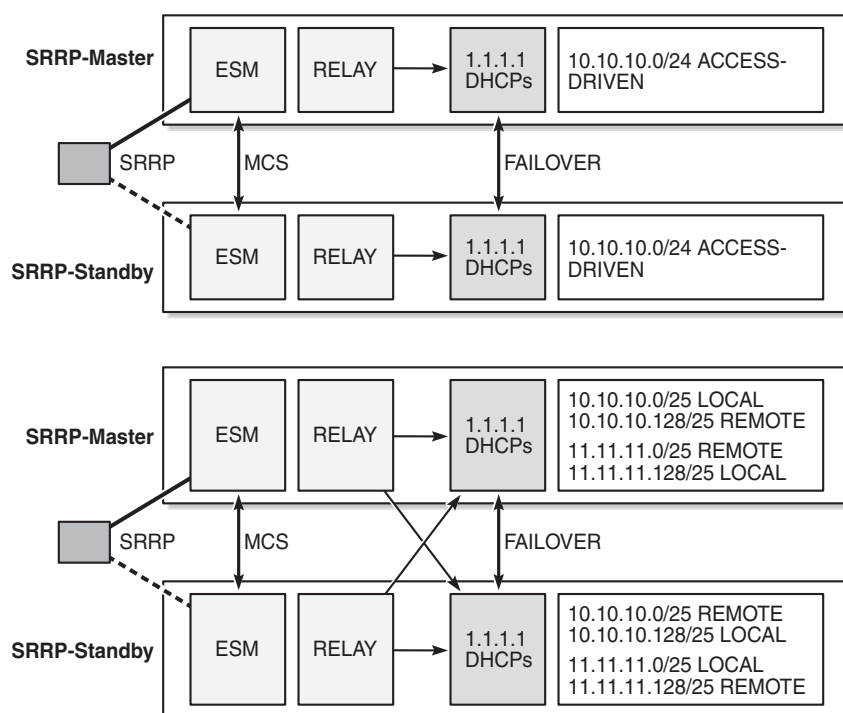 SRRP-Master
ESM
RELAY
1.1.1.1
DHCPs
10.10.10.0/24 ACCESS-
DRIVEN
SRRP
MCS
FAILOVER
SRRP-Standby
ESM
RELAY
1.1.1.1
DHCPs
10.10.10.0/24 ACCESS-
DRIVEN
SRRP-Master
ESM
RELAY
1.1.1.1
DHCPs
10.10.10.0/25 LOCAL
10.10.10.128/25 REMOTE
11.11.11.0/25 REMOTE
11.11.11.128/25 LOCAL
SRRP
MCS
FAILOVER
SRRP-Standby
ESM
RELAY
1.1.1.1
DHCPs
10.10.10.0/25 REMOTE
10.10.10.128/25 LOCAL
11.11.11.0/25 LOCAL
11.11.11.128/25 REMOTE